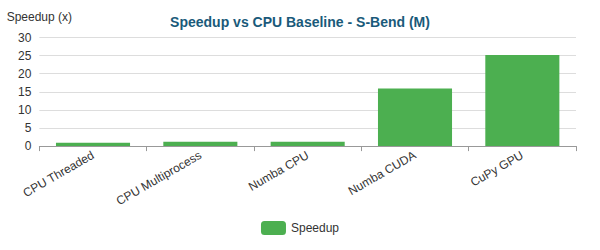 Speedup (x)
Speedup vs CPU Baseline - S-Bend (M)
30
25
20
15
10
5
0
CPU Threaded
CPU Multiprocess
Numba CPU
Numba CUDA
CuPy GPU
Speedup